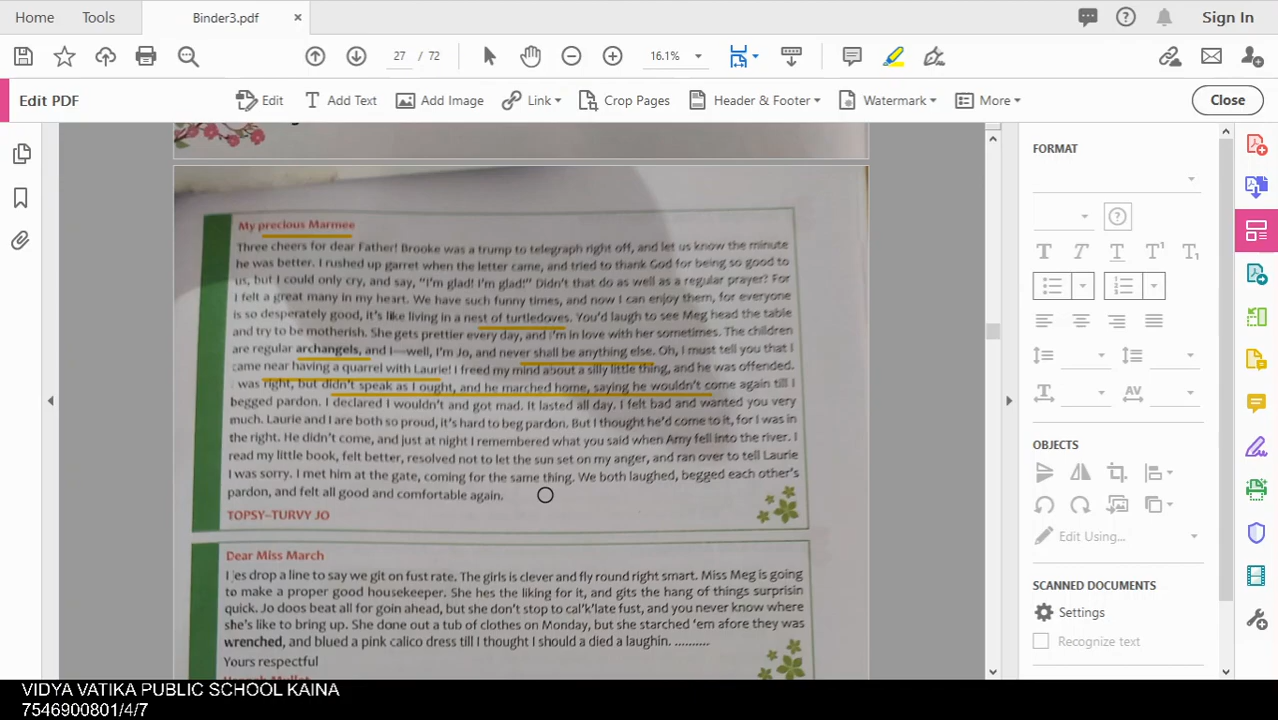 Home Tools Binder3.pdf × Sign In
27 / 72 16.1%
Edit PDF Edit Add Text Add Image Link Crop Pages Header & Footer Watermark More Close
My precious Marmee
Three cheers for dear Father! Brooke was a trump to telegraph right off, and let us know the minute
he was better. I rushed up garret when the letter came, and tried to thank God for being so good to
us, but I could only cry, and say, "I'm glad! I'm glad!" Didn't that do as well as a regular prayer? For
I felt a great many in my heart. We have such funny times, and now I can enjoy them, for everyone
is so desperately good, it's like living in a nest of turtledoves. You'd laugh to see Meg head the table
and try to be motherish. She gets prettier every day, and I'm in love with her sometimes. The children
are regular archangels, and I—well, I'm Jo, and never shall be anything else. Oh, I must tell you that I
came near having a quarrel with Laurie! I freed my mind about a silly little thing, and he was offended.
I was right, but didn't speak as I ought, and he marched home, saying he wouldn't come again till I
begged pardon. I declared I wouldn't and got mad. It lasted all day. I felt bad and wanted you very
much. Laurie and I are both so proud, it's hard to beg pardon. But I thought he'd come to it, for I was in
the right. He didn't come, and just at night I remembered what you said when Amy fell into the river. I
read my little book, felt better, resolved not to let the sun set on my anger, and ran over to tell Laurie
I was sorry. I met him at the gate, coming for the same thing. We both laughed, begged each other's
pardon, and felt all good and comfortable again.
TOPSY–TURVY JO
Dear Miss March
I jes drop a line to say we git on fust rate. The girls is clever and fly round right smart. Miss Meg is going
to make a proper good housekeeper. She hes the liking for it, and gits the hang of things surprisin
quick. Jo doos beat all for goin ahead, but she don't stop to cal'k'late fust, and you never know where
she's like to bring up. She done out a tub of clothes on Monday, but she starched 'em afore they was
wrenched, and blued a pink calico dress till I thought I should a died a laughin. ..........
Yours respectful
FORMAT
OBJECTS
Edit Using...
SCANNED DOCUMENTS
Settings
Recognize text
VIDYA VATIKA PUBLIC SCHOOL KAINA
7546900801/4/7